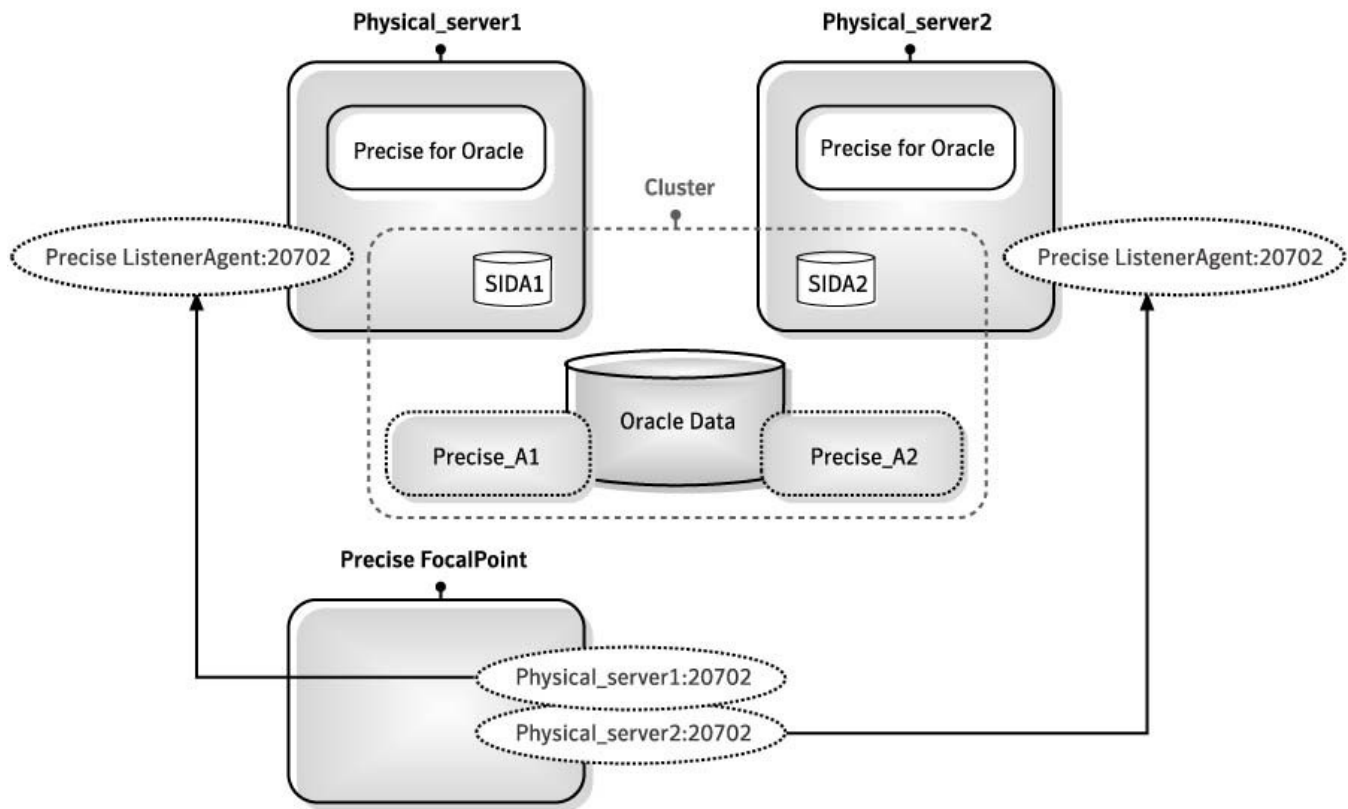 Physical_server1
Physical_server2
Precise for Oracle
Precise for Oracle
Cluster
Precise ListenerAgent:20702
Precise ListenerAgent:20702
SIDA1
SIDA2
Oracle Data
Precise_A1
Precise_A2
Precise FocalPoint
Physical_server1:20702
Physical_server2:20702